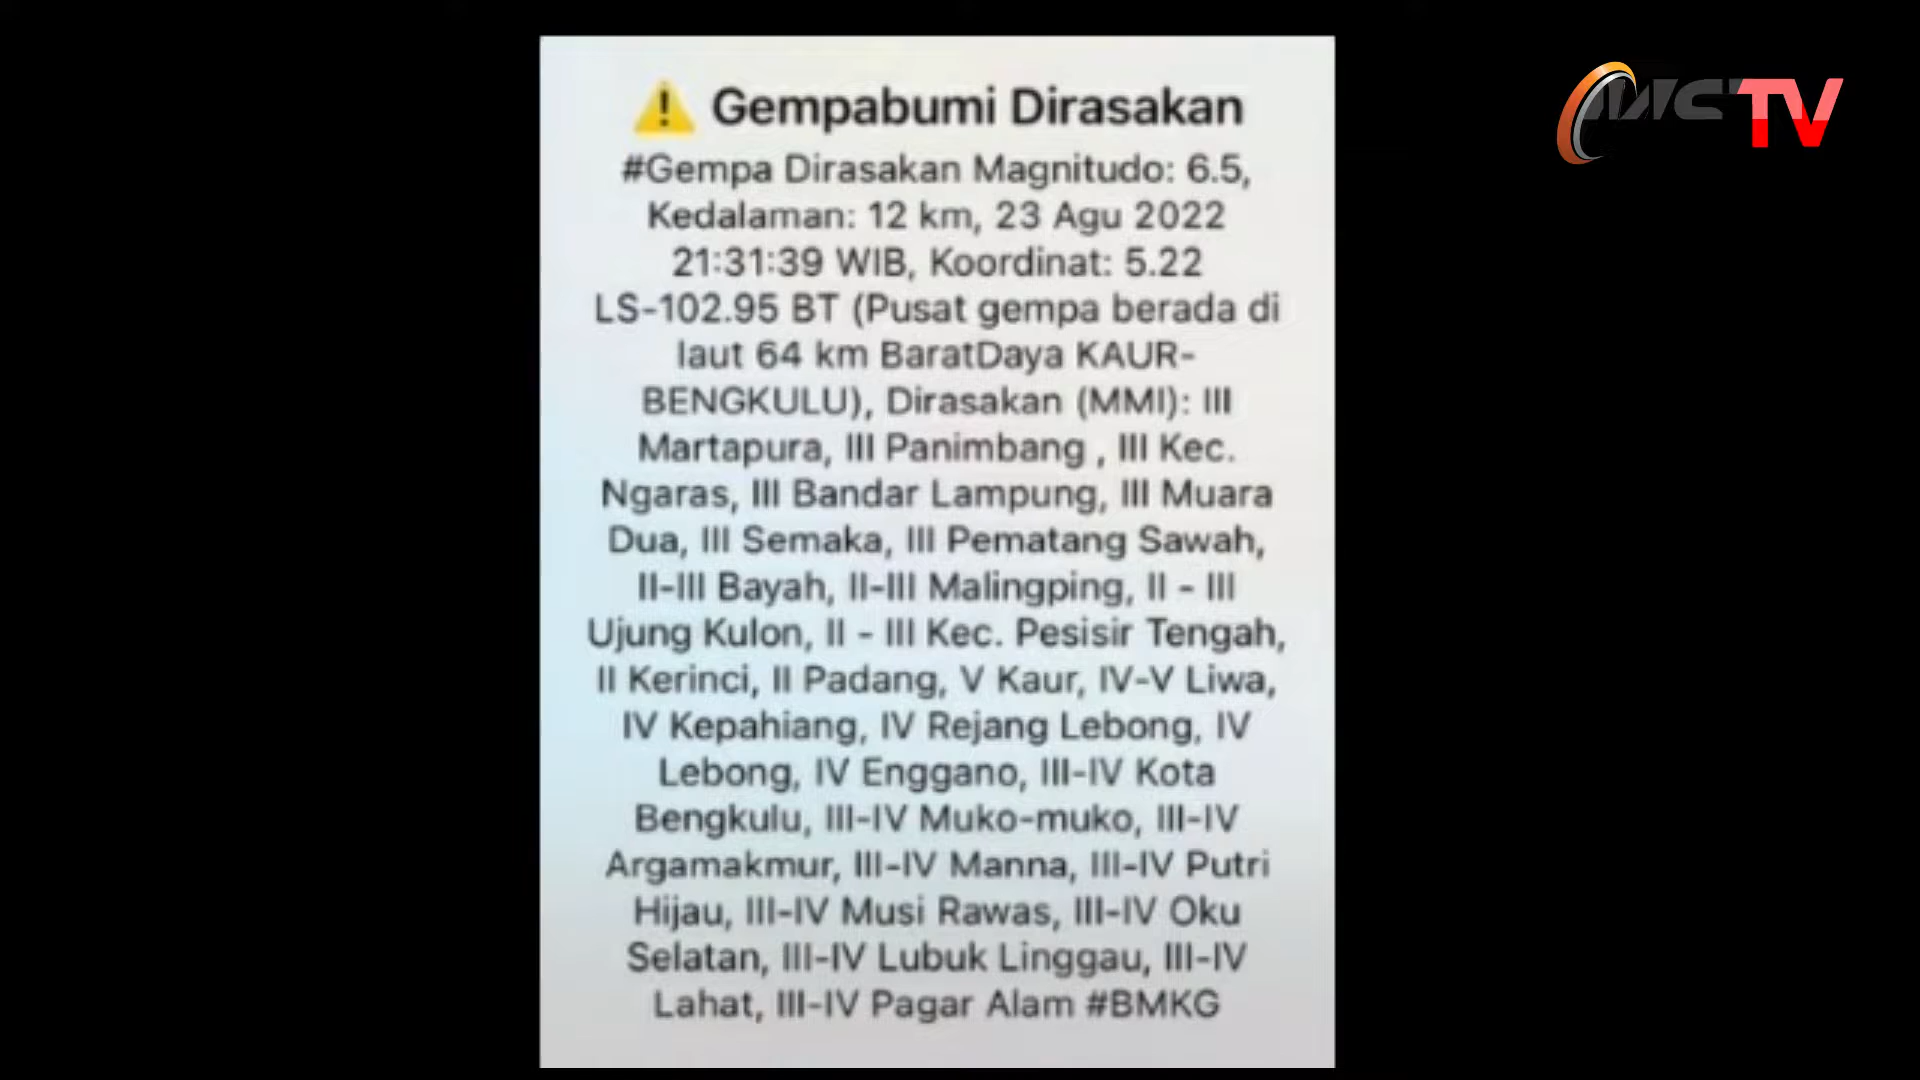 Gempabumi Dirasakan
#Gempa Dirasakan Magnitudo: 6.5,
Kedalaman: 12 km, 23 Agu 2022
21:31:39 WIB, Koordinat: 5.22
LS-102.95 BT (Pusat gempa berada di
laut 64 km BaratDaya KAUR-
BENGKULU), Dirasakan (MMI): III
Martapura, III Panimbang , III Kec.
Ngaras, III Bandar Lampung, III Muara
Dua, III Semaka, III Pematang Sawah,
II-III Bayah, II-III Malingping, II - III
Ujung Kulon, II - III Kec. Pesisir Tengah,
II Kerinci, II Padang, V Kaur, IV-V Liwa,
IV Kepahiang, IV Rejang Lebong, IV
Lebong, IV Enggano, III-IV Kota
Bengkulu, III-IV Muko-muko, III-IV
Argamakmur, III-IV Manna, III-IV Putri
Hijau, III-IV Musi Rawas, III-IV Oku
Selatan, III-IV Lubuk Linggau, III-IV
Lahat, III-IV Pagar Alam #BMKG
TV